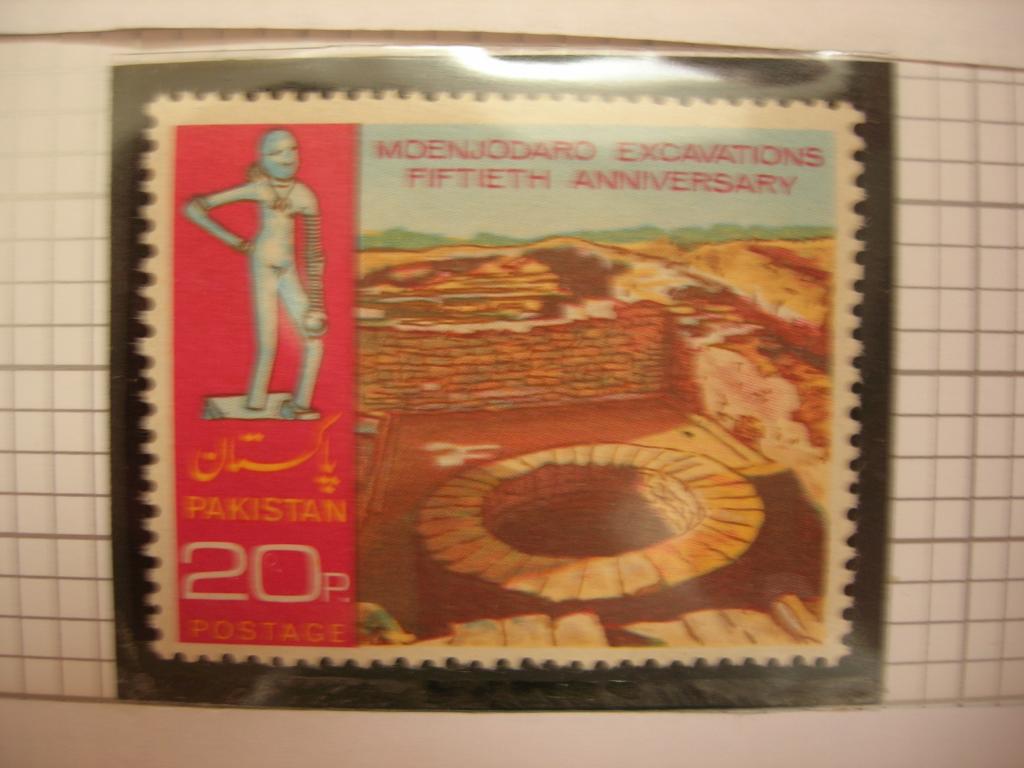 MOENJODARO EXCAVATIONS
FIFTIETH ANNIVERSARY
پاکستان
PAKISTAN
20P.
POSTAGE